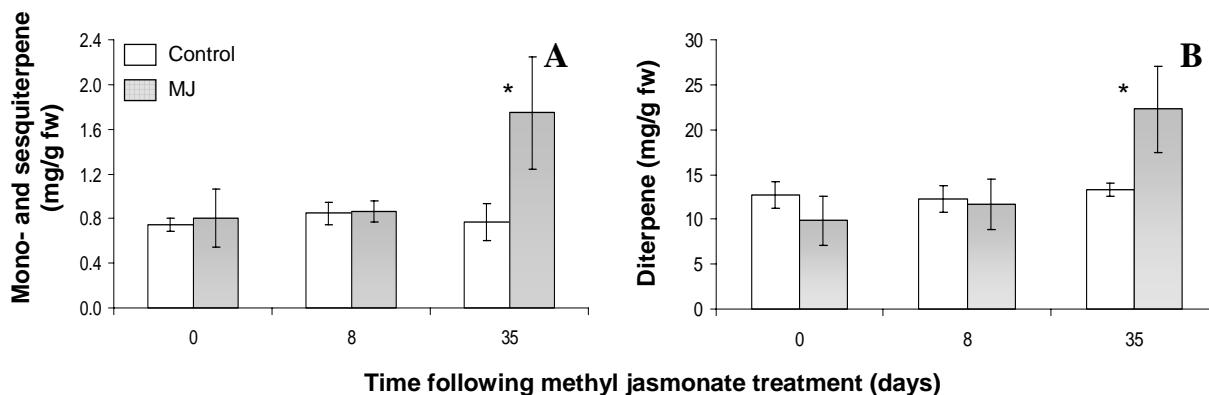 Mono- and sesquiterpene
(mg/g fw)
2.4
2.0
1.6
1.2
0.8
0.4
0.0
Control
MJ
A
*
0
8
35
Diterpene (mg/g fw)
30
25
20
15
10
5
0
B
*
0
8
35
Time following methyl jasmonate treatment (days)